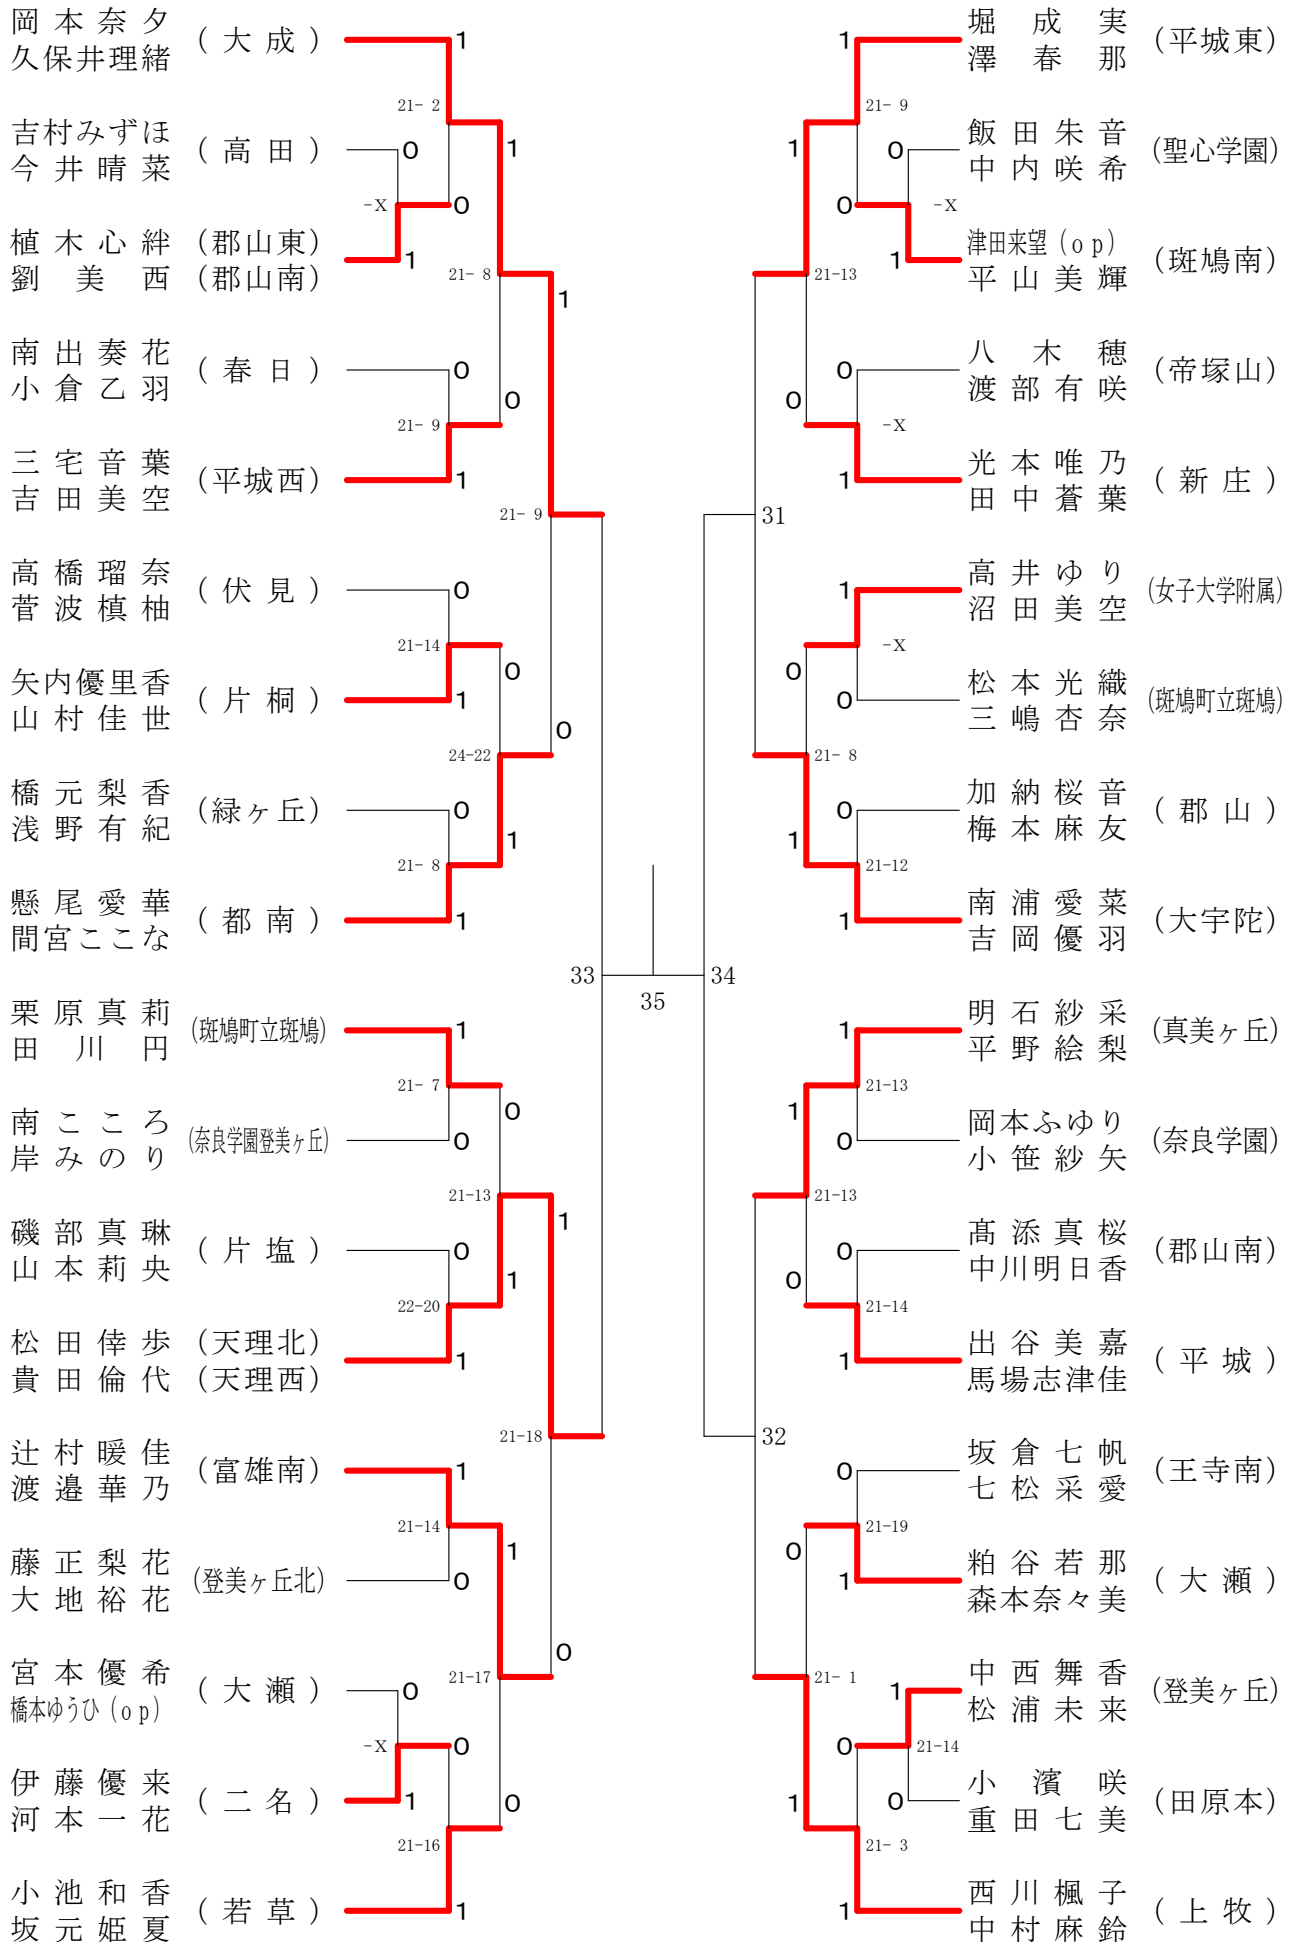 岡本奈夕 (大成) 1
久保井理緒
21- 2
吉村みずほ (高田) 0
今井晴菜
1
-X
0
植木心絆 (郡山東) 1
劉美西 (郡山南)
21- 8
1
南出奏花 (春日) 0
小倉乙羽
0
21- 9
三宅音葉 (平城西) 1
吉田美空
21- 9
高橋瑠奈 (伏見) 0
菅波槙柚
21-14
0
矢内優里香 (片桐) 1
山村佳世
0
24-22
橋元梨香 (緑ヶ丘) 0
浅野有紀
1
21- 8
懸尾愛華 (都南) 1
間宮ここな
33
栗原真莉 (斑鳩町立斑鳩) 1
田川円
21- 7
0
南こころ (奈良学園登美ヶ丘) 0
岸みのり
21-13
1
磯部真琳 (片塩) 0
山本莉央
1
22-20
松田倖歩 (天理北) 1
貴田倫代 (天理西)
21-18
辻村暖佳 (富雄南) 1
渡邉華乃
21-14
1
藤正梨花 (登美ヶ丘北) 0
大地裕花
0
21-17
宮本優希 (大瀬) 0
橋本ゆうひ (op)
-X
0
伊藤優来 (二名) 1
河本一花
0
21-16
小池和香 (若草) 1
坂元姫夏
35
1 堀成実 (平城東)
澤春那
21- 9
0 飯田朱音 (聖心学園)
中内咲希
1
-X
0
1 津田来望 (op) (斑鳩南)
平山美輝
21-13
0 八木穂 (帝塚山)
渡部有咲
0
-X
1 光本唯乃 (新庄)
田中蒼葉
31
1 高井ゆり (女子大学附属)
沼田美空
-X
0
0 松本光織 (斑鳩町立斑鳩)
三嶋杏奈
21- 8
0 加納桜音 (郡山)
梅本麻友
1
21-12
1 南浦愛菜 (大宇陀)
吉岡優羽
34
1 明石紗采 (真美ヶ丘)
平野絵梨
21-13
1
0 岡本ふゆり (奈良学園)
小笹紗矢
21-13
0 髙添真桜 (郡山南)
中川明日香
0
21-14
1 出谷美嘉 (平城)
馬場志津佳
32
0 坂倉七帆 (王寺南)
七松采愛
21-19
0
1 粕谷若那 (大瀬)
森本奈々美
21- 1
1 中西舞香 (登美ヶ丘)
松浦未来
0
21-14
0 小濱咲 (田原本)
重田七美
1
21- 3
1 西川楓子 (上牧)
中村麻鈴